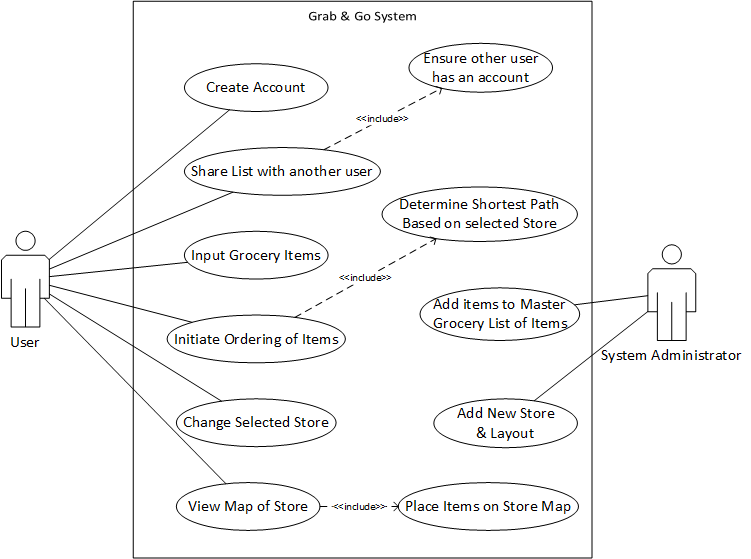 Grab & Go System
Ensure other user
has an account
Create Account
<<include>>
Share List with another user
Determine Shortest Path
Based on selected Store
Input Grocery Items
<<include>>
Add items to Master
Grocery List of Items
User
Initiate Ordering of Items
System Administrator
Change Selected Store
Add New Store
& Layout
View Map of Store
<<include>>
Place Items on Store Map